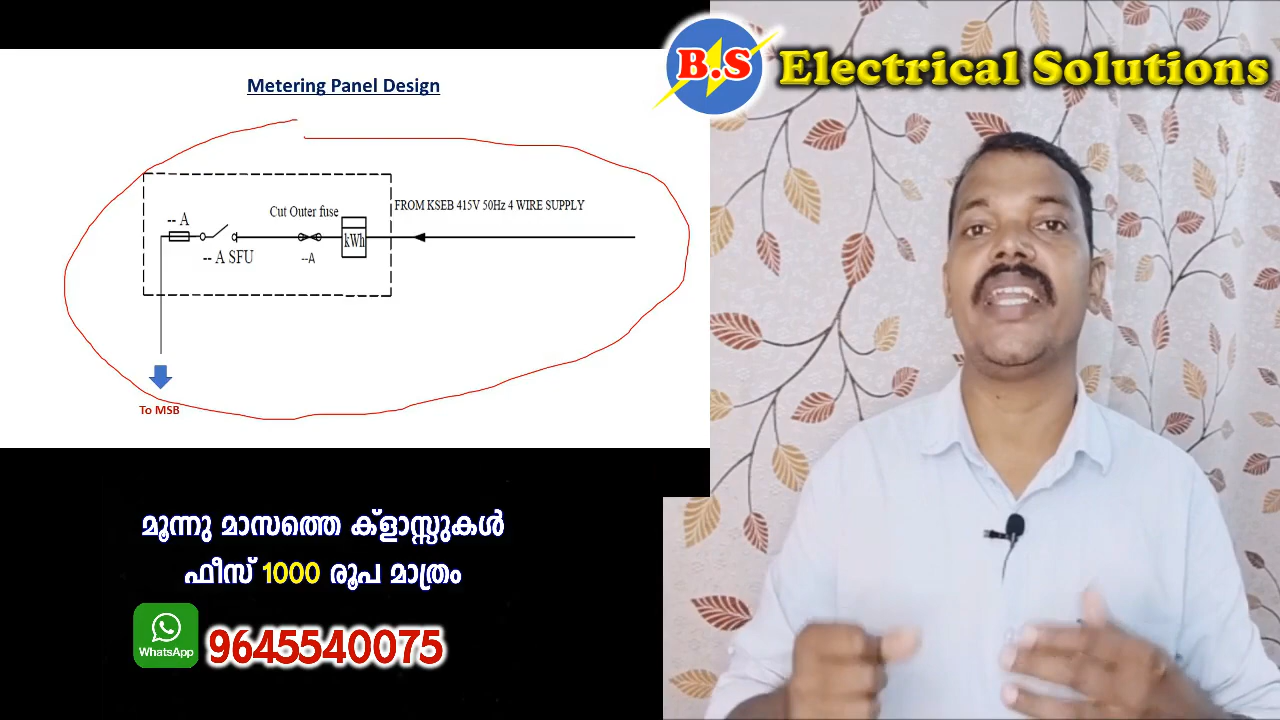 Metering Panel Design
B.S Electrical Solutions
FROM KSEB 415V 50Hz 4 WIRE SUPPLY
Cut Outer fuse
-- A
kWh
-- A SFU
--A
To MSB
മൂന്നു മാസത്തെ ക്ളാസ്സുകൾ
ഫീസ് 1000 രൂപ മാത്രം
WhatsApp
9645540075